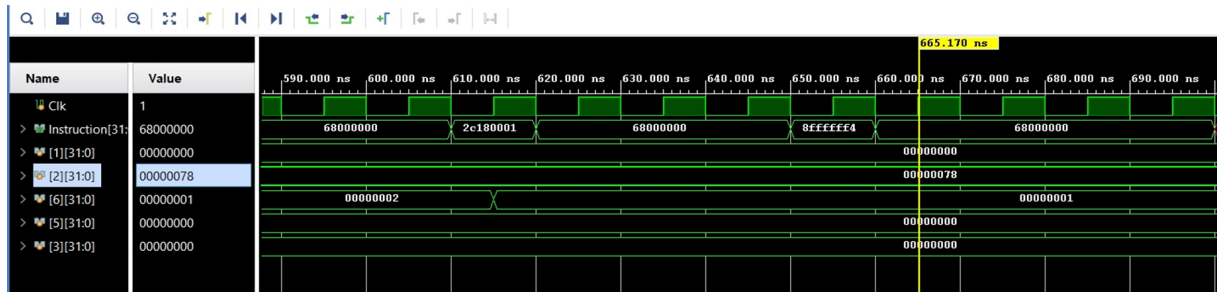 665.170 ns
Name Value
590.000 ns 600.000 ns 610.000 ns 620.000 ns 630.000 ns 640.000 ns 650.000 ns 660.000 ns 670.000 ns 680.000 ns 690.000 ns
Clk 1
Instruction[31: 68000000 68000000 2c180001 68000000 8ffffff4 68000000
[1][31:0] 00000000 00000000
[2][31:0] 00000078 00000078
[6][31:0] 00000001 00000002 00000001
[5][31:0] 00000000 00000000
[3][31:0] 00000000 00000000